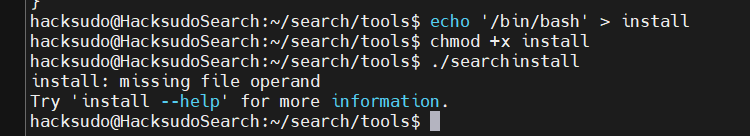 }
hacksudo@HacksudoSearch:~/search/tools$ echo '/bin/bash' > install
hacksudo@HacksudoSearch:~/search/tools$ chmod +x install
hacksudo@HacksudoSearch:~/search/tools$ ./searchinstall
install: missing file operand
Try 'install --help' for more information.
hacksudo@HacksudoSearch:~/search/tools$